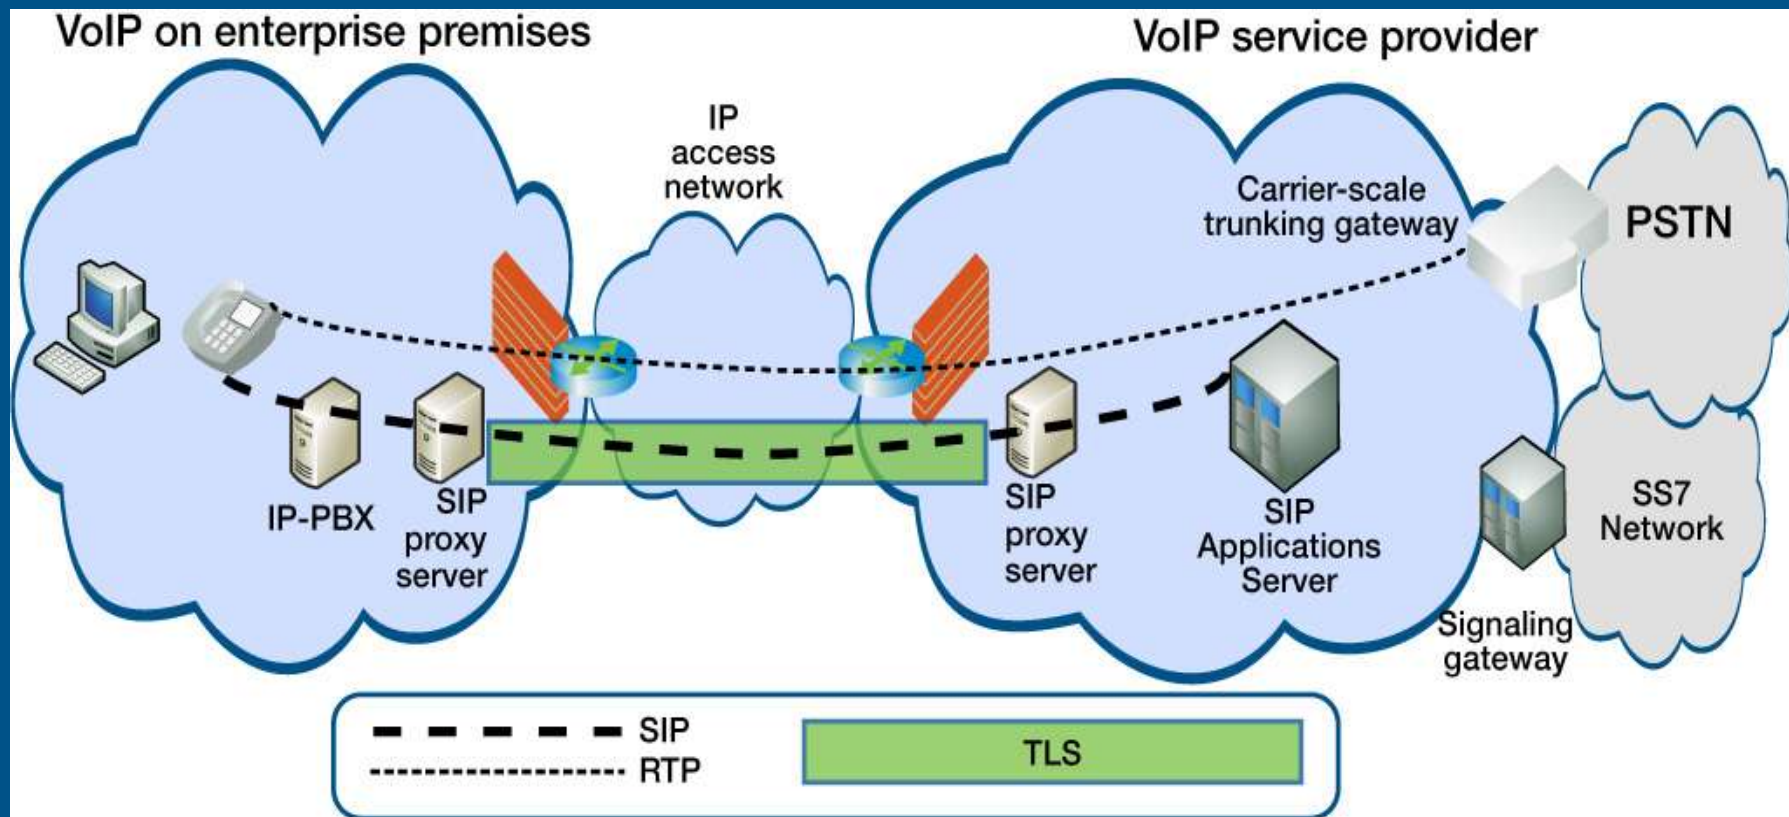 VoIP on enterprise premises
VoIP service provider
IP
access
network
Carrier-scale
trunking gateway
PSTN
IP-PBX
SIP
proxy
server
SIP
proxy
server
SIP
Applications
Server
SS7
Network
Signaling
gateway
SIP
RTP
TLS